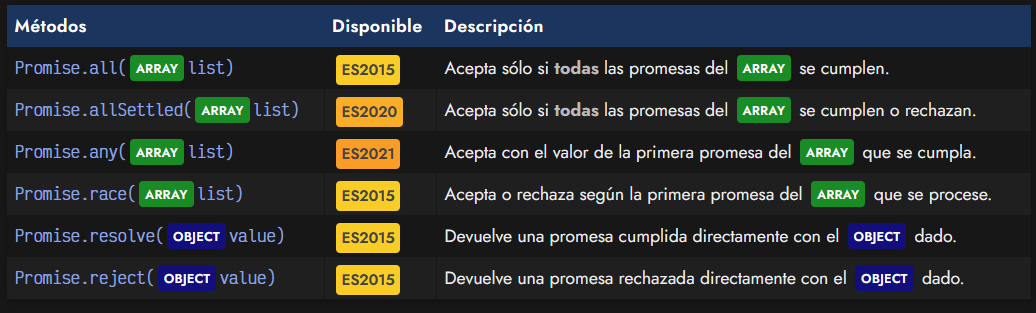 Métodos Disponible Descripción
Promise.all(ARRAY list) ES2015 Acepta sólo si todas las promesas del ARRAY se cumplen.
Promise.allSettled(ARRAY list) ES2020 Acepta sólo si todas las promesas del ARRAY se cumplen o rechazan.
Promise.any(ARRAY list) ES2021 Acepta con el valor de la primera promesa del ARRAY que se cumpla.
Promise.race(ARRAY list) ES2015 Acepta o rechaza según la primera promesa del ARRAY que se procese.
Promise.resolve(OBJECT value) ES2015 Devuelve una promesa cumplida directamente con el OBJECT dado.
Promise.reject(OBJECT value) ES2015 Devuelve una promesa rechazada directamente con el OBJECT dado.